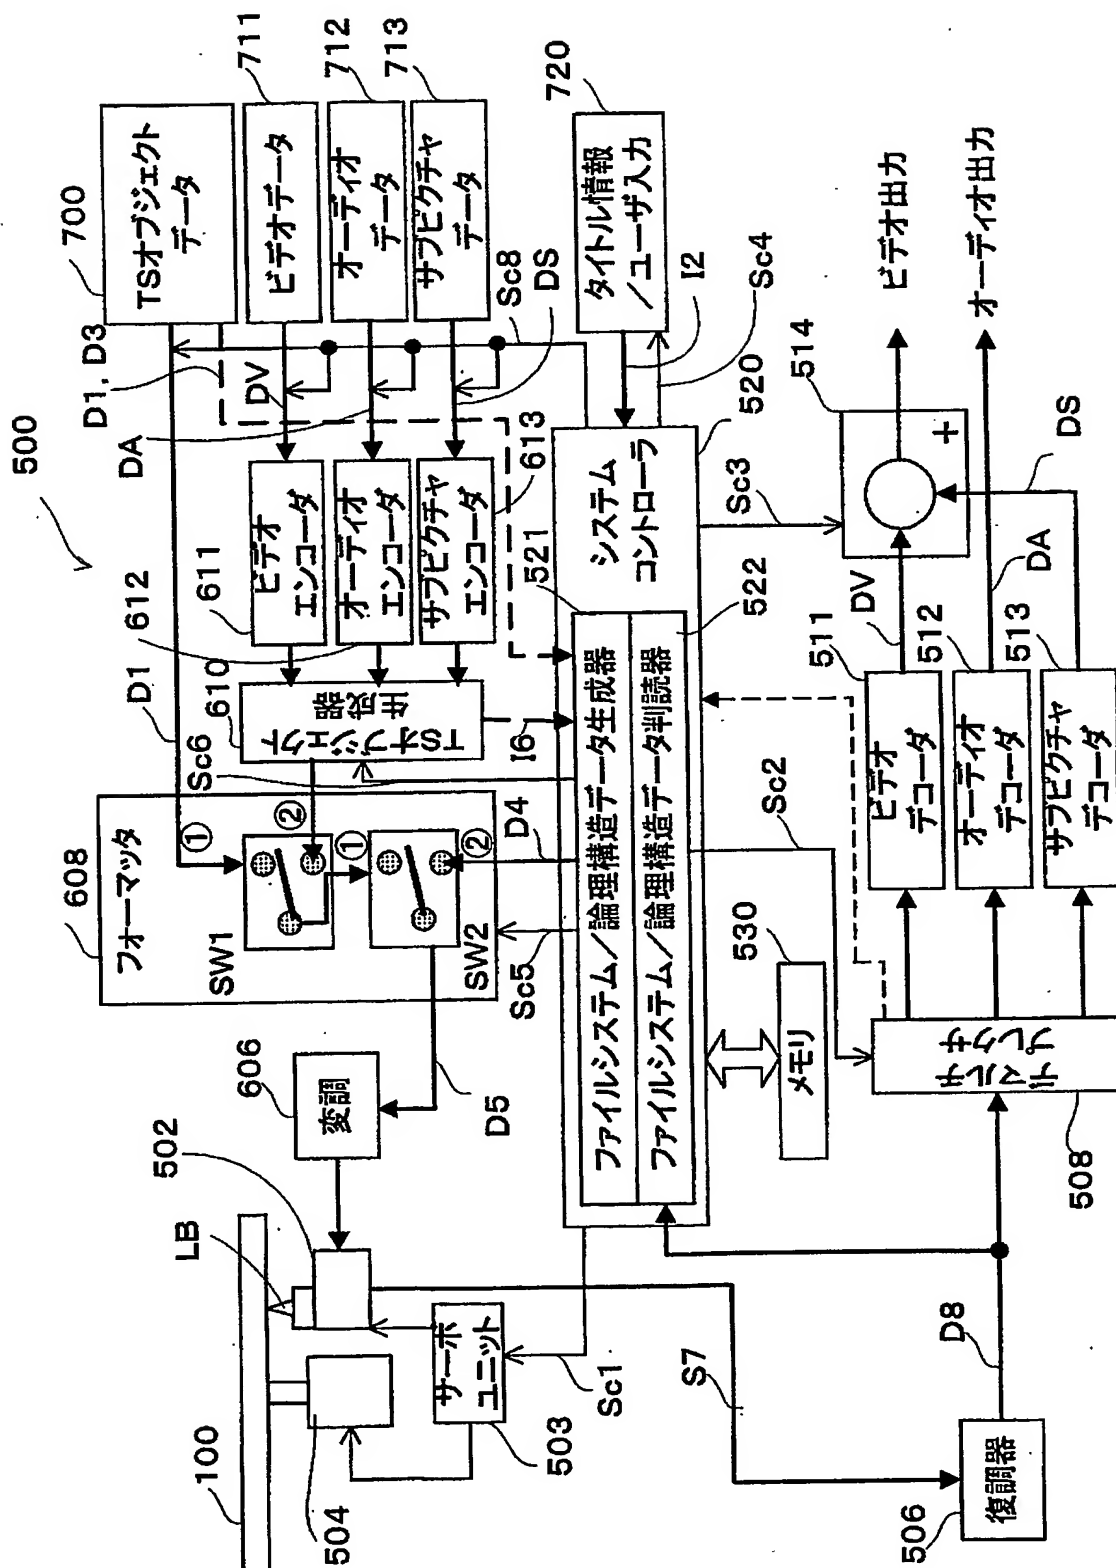 500
700
TSオブジェクト
データ
711
ビデオデータ
712
オーディオ
データ
713
サブピクチャ
データ
720
タイトル情報
/ユーザ入力
D1, D3
DV
DA
DS
Sc8
I2
Sc4
D1
611
ビデオ
エンコーダ
612
オーディオ
エンコーダ
613
サブピクチャ
エンコーダ
610
TSオブジェクト
生成器
Sc6
I6
608
フォーマッタ
①
②
SW1
①
②
SW2
D4
Sc5
D5
606
変調
502
LB
100
504
サーボ
ユニット
503
Sc1
S7
520
システム
コントローラ
521
ファイルシステム/論理構造データ生成器
522
ファイルシステム/論理構造データ判読器
530
メモリ
Sc2
Sc3
506
復調器
D8
508
デマルチ
プレクサ
511
ビデオ
デコーダ
512
オーディオ
デコーダ
513
サブピクチャ
デコーダ
DV
DA
DS
514
+
ビデオ出力
オーディオ出力